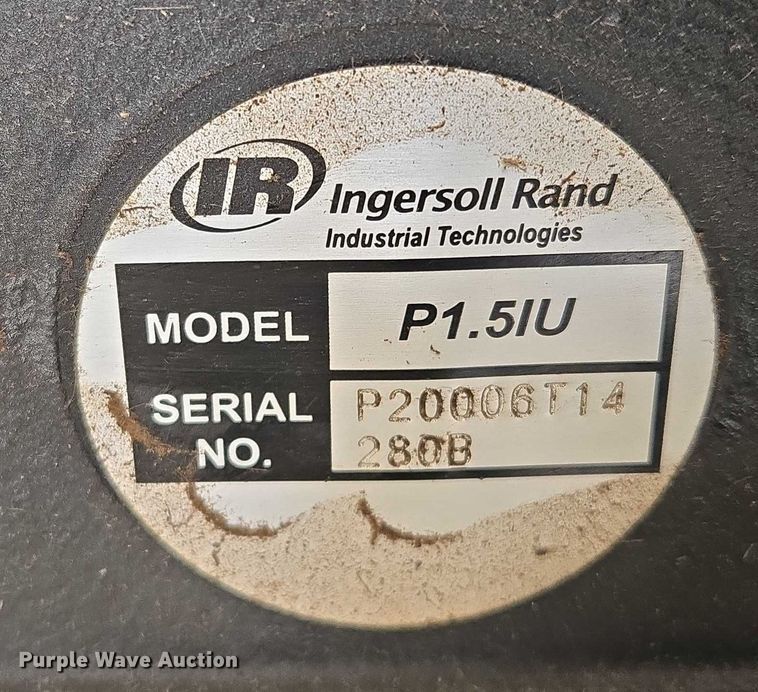 IR Ingersoll Rand
Industrial Technologies
MODEL P1.5IU
SERIAL NO. P20006T14
280B
Purple Wave Auction